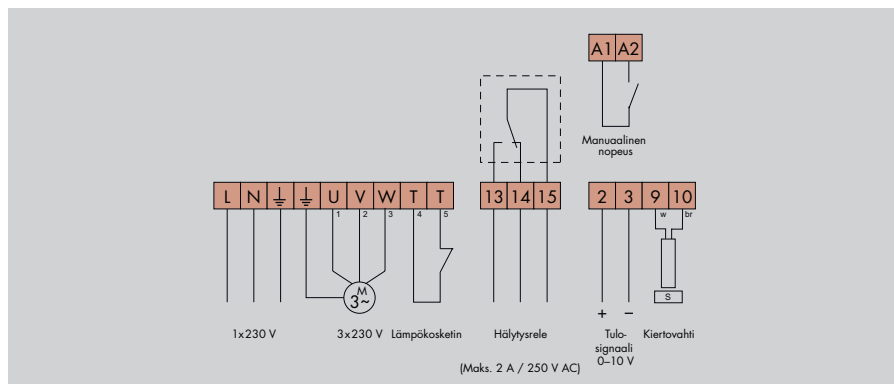 A1 A2
Manuaalinen
nopeus
L N U V W T T
1 2 3 4 5
13 14 15
2 3 9 10
w br
M
3~
S
+ −
1x230 V
3x230 V
Lämpökosketin
Hälytysrele
(Maks. 2 A / 250 V AC)
Tulo-
signaali
0–10 V
Kiertovahti